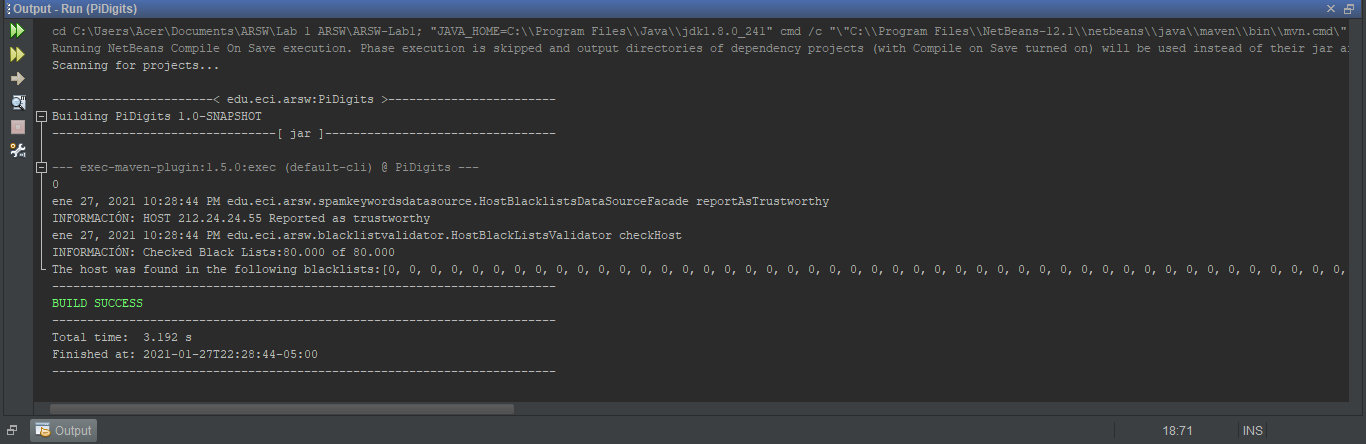 Output - Run (PiDigits)
cd C:\Users\Acer\Documents\ARSW\Lab 1 ARSW\ARSW-Lab1; "JAVA_HOME=C:\\Program Files\\Java\\jdk1.8.0_241" cmd /c "\"C:\\Program Files\\NetBeans-12.1\\netbeans\\java\\maven\\bin\\mvn.cmd\"
Running NetBeans Compile On Save execution. Phase execution is skipped and output directories of dependency projects (with Compile on Save turned on) will be used instead of their jar
Scanning for projects...
-----------------------< edu.eci.arsw:PiDigits >------------------------
Building PiDigits 1.0-SNAPSHOT
--------------------------------[ jar ]---------------------------------
--- exec-maven-plugin:1.5.0:exec (default-cli) @ PiDigits ---
0
ene 27, 2021 10:28:44 PM edu.eci.arsw.spamkeywordsdatasource.HostBlacklistsDataSourceFacade reportAsTrustworthy
INFORMACIÓN: HOST 212.24.24.55 Reported as trustworthy
ene 27, 2021 10:28:44 PM edu.eci.arsw.blacklistvalidator.HostBlackListsValidator checkHost
INFORMACIÓN: Checked Black Lists:80.000 of 80.000
The host was found in the following blacklists:[0, 0, 0, 0, 0, 0, 0, 0, 0, 0, 0, 0, 0, 0, 0, 0, 0, 0, 0, 0, 0, 0, 0, 0, 0, 0, 0, 0, 0, 0, 0, 0, 0, 0, 0, 0, 0, 0, 0, 0, 0, 0, 0, 0, 0, 0,
------------------------------------------------------------------------
BUILD SUCCESS
------------------------------------------------------------------------
Total time:  3.192 s
Finished at: 2021-01-27T22:28:44-05:00
------------------------------------------------------------------------
Output
18:71
INS